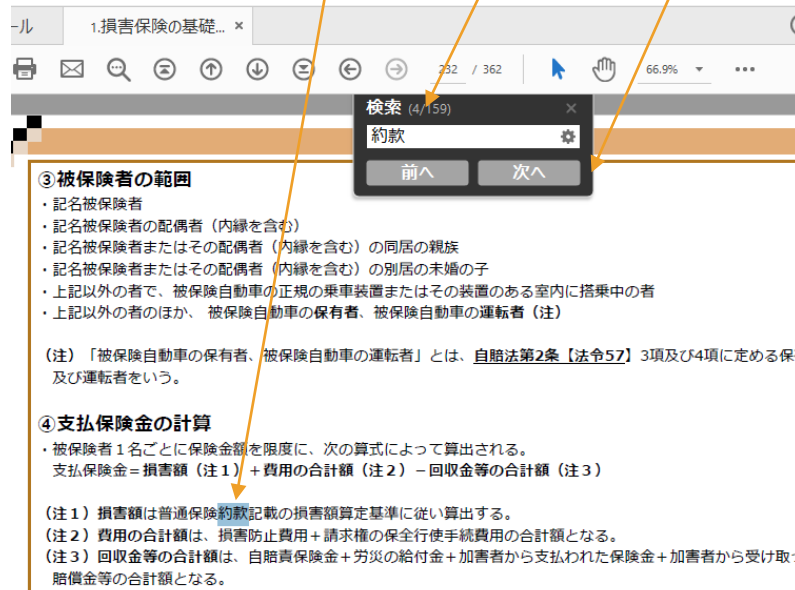 ール
1.損害保険の基礎... ×
232 / 362
66.9%
検索 (4/159)
約款
前へ 次へ
③被保険者の範囲
・記名被保険者
・記名被保険者の配偶者（内縁を含む）
・記名被保険者またはその配偶者（内縁を含む）の同居の親族
・記名被保険者またはその配偶者（内縁を含む）の別居の未婚の子
・上記以外の者で、被保険自動車の正規の乗車装置またはその装置のある室内に搭乗中の者
・上記以外の者のほか、 被保険自動車の保有者、被保険自動車の運転者（注）
（注）「被保険自動車の保有者、被保険自動車の運転者」とは、自賠法第2条【法令57】3項及び4項に定める保
及び運転者をいう。
④支払保険金の計算
・被保険者１名ごとに保険金額を限度に、次の算式によって算出される。
支払保険金＝損害額（注１）＋費用の合計額（注２）－回収金等の合計額（注３）
（注１）損害額は普通保険約款記載の損害額算定基準に従い算出する。
（注２）費用の合計額は、損害防止費用＋請求権の保全行使手続費用の合計額となる。
（注３）回収金等の合計額は、自賠責保険金＋労災の給付金＋加害者から支払われた保険金＋加害者から受け取っ
賠償金等の合計額となる。